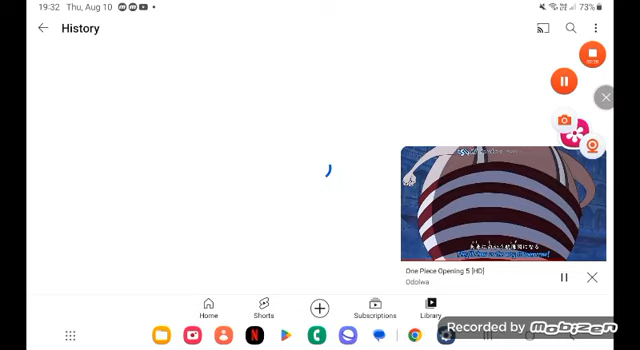 19:32 Thu, Aug 10
73%
History
One Piece Opening 5 [HD]
Odolwa
Home
Shorts
Subscriptions
Library
Recorded by Mobizen